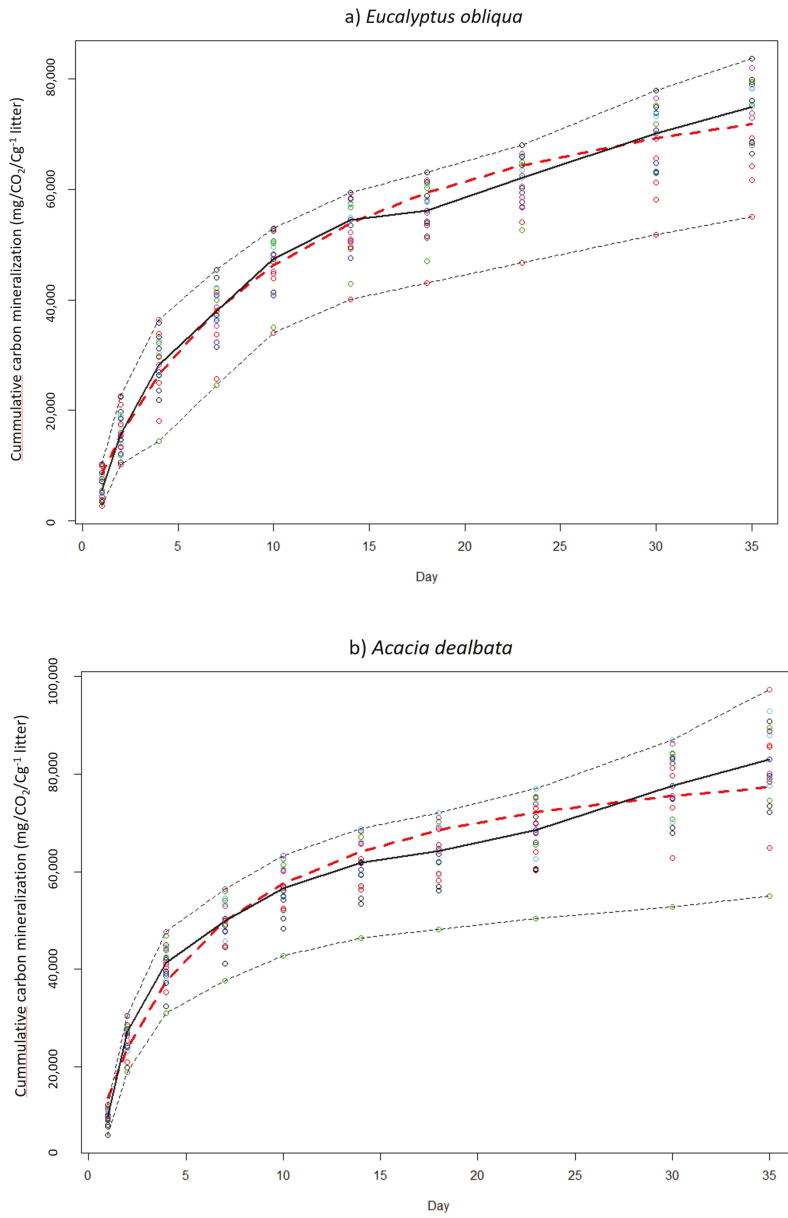 a) Eucalyptus obliqua
Cummulative carbon mineralization (mg/CO₂/Cg⁻¹ litter)
80,000
60,000
40,000
20,000
0
0 5 10 15 20 25 30 35
Day
b) Acacia dealbata
Cummulative carbon mineralization (mg/CO₂/Cg⁻¹ litter)
100,000
80,000
60,000
40,000
20,000
0
0 5 10 15 20 25 30 35
Day